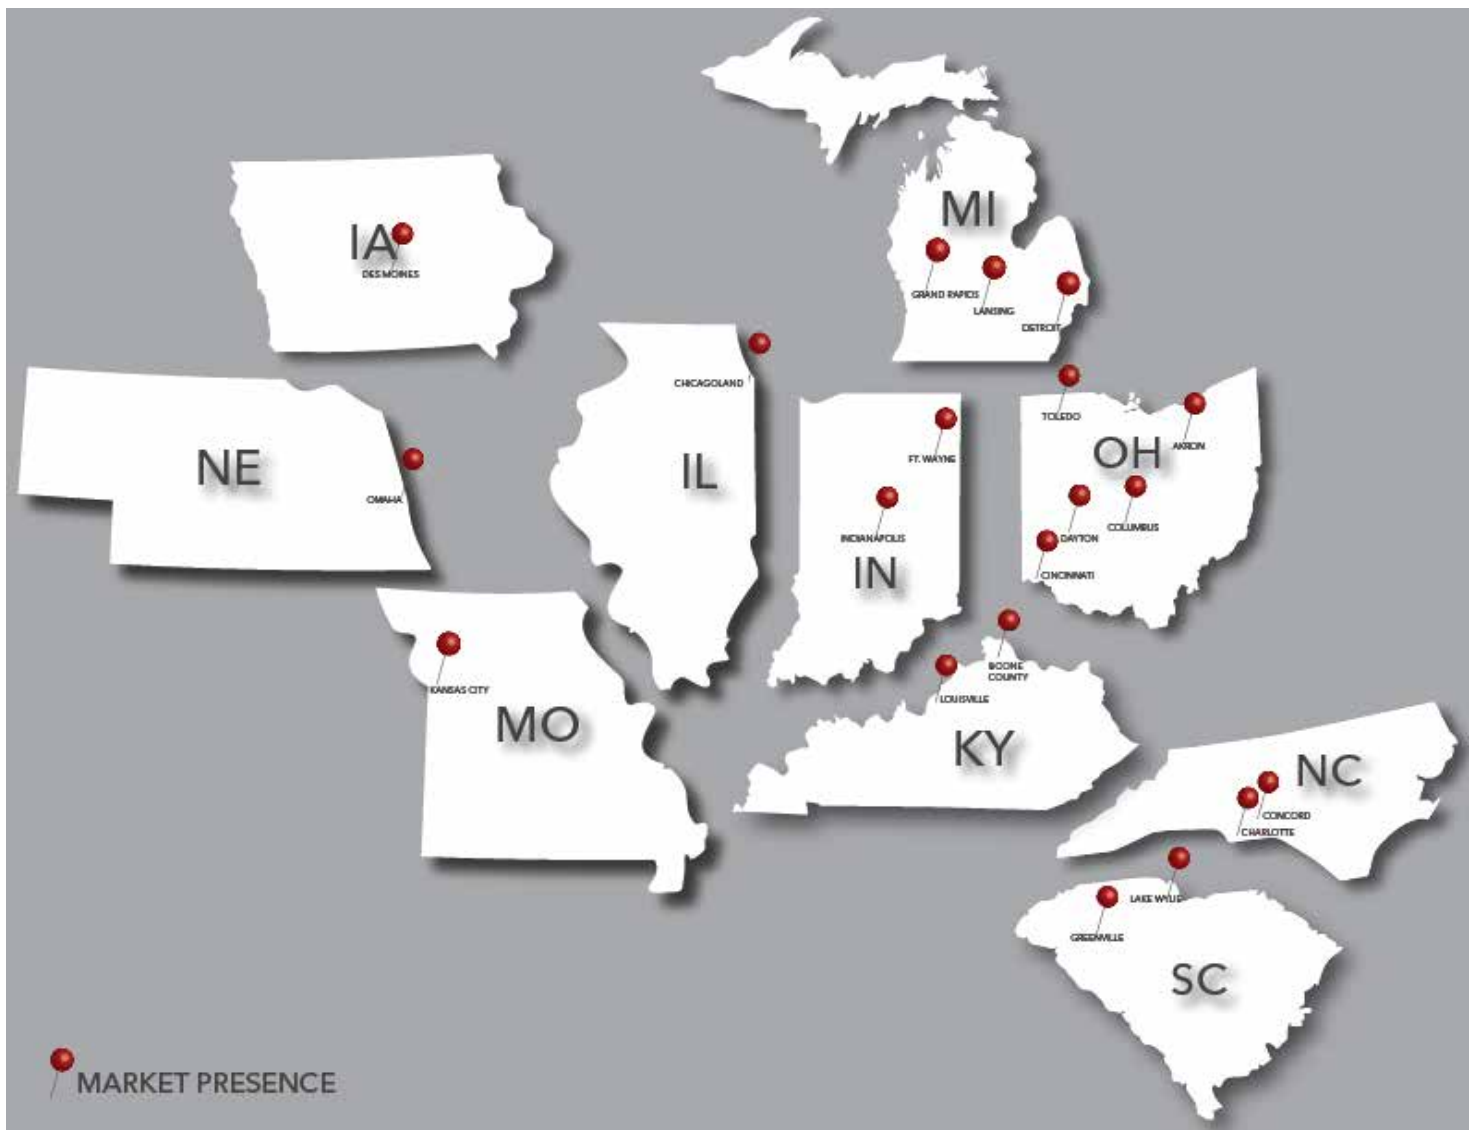 MI
IA
DES MOINES
GRAND RAPIDS
LANSING
DETROIT
CHICAGOLAND
TOLEDO
AKRON
OH
NE
FT. WAYNE
IL
OMAHA
COLUMBUS
INDIANAPOLIS
DAYTON
IN
CINCINNATI
BOONE
COUNTY
KANSAS CITY
LOUISVILLE
MO
KY
NC
CONCORD
CHARLOTTE
LAKE WYLIE
GREENVILLE
SC
MARKET PRESENCE